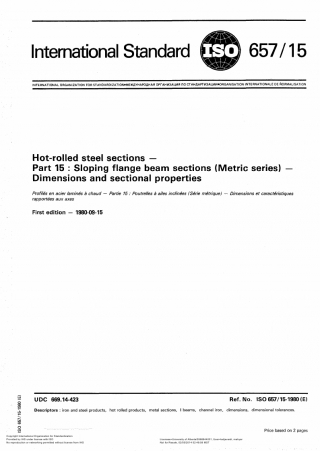 International Standard ISO 657/15
INTERNATIONAL ORGANIZATION FOR STANDARDIZATION•МЕЖДУНАРОДНАЯ ОРГАНИЗАЦИЯ ПО СТАНДАРТИЗАЦИИ•ORGANISATION INTERNATIONALE DE NORMALISATION
Hot-rolled steel sections —
Part 15 : Sloping flange beam sections (Metric series) —
Dimensions and sectional properties
Profilés en acier laminés à chaud — Partie 15 : Poutrelles à ailes inclinées (Série métrique) — Dimensions et caractéristiques
rapportées aux axes
First edition — 1980-09-15
UDC 669.14-423
Ref. No. ISO 657/15-1980 (E)
Descriptors : iron and steel products, hot rolled products, metal sections, I beams, channel iron, dimensions, dimensional tolerances.
ISO 657/15-1980 (E)
Price based on 2 pages